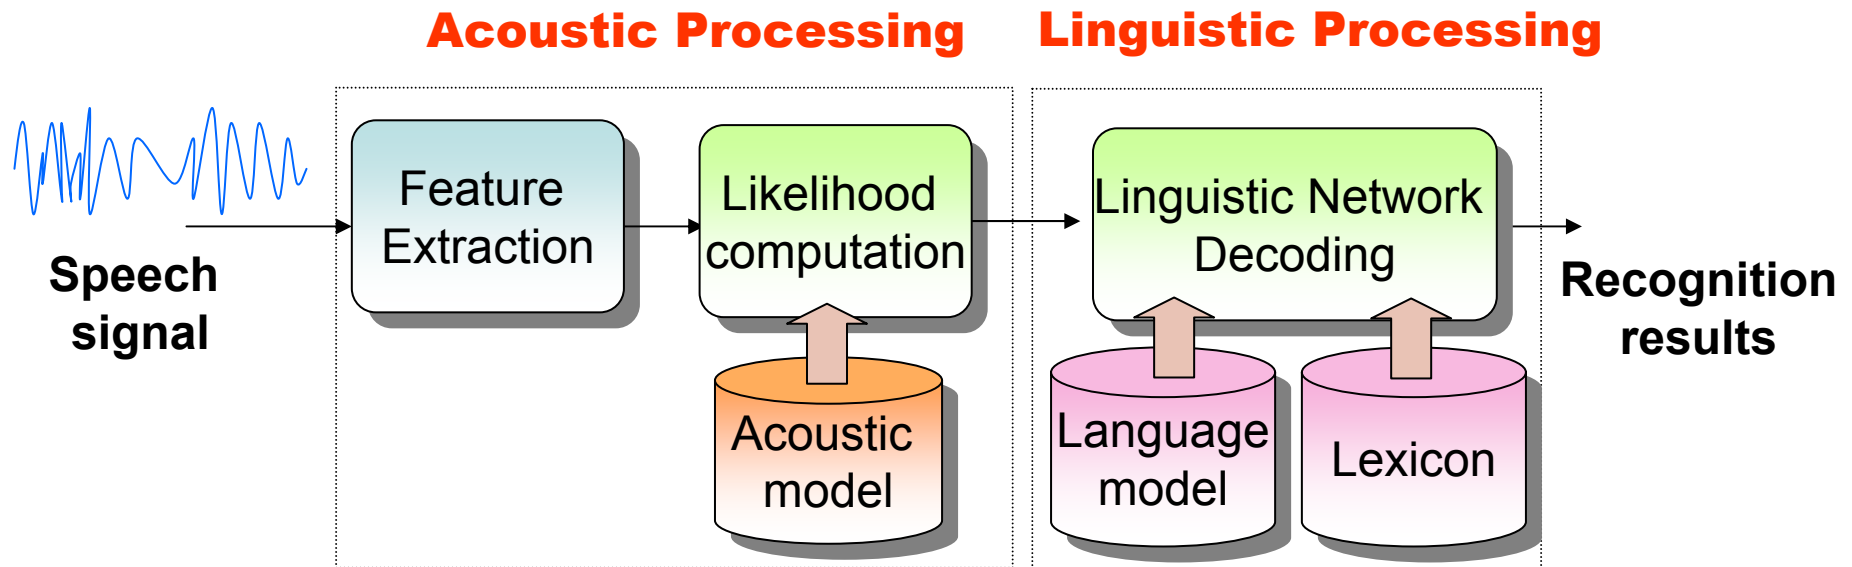 Acoustic Processing
Linguistic Processing
Speech
signal
Feature
Extraction
Likelihood
computation
Acoustic
model
Linguistic Network
Decoding
Language
model
Lexicon
Recognition
results